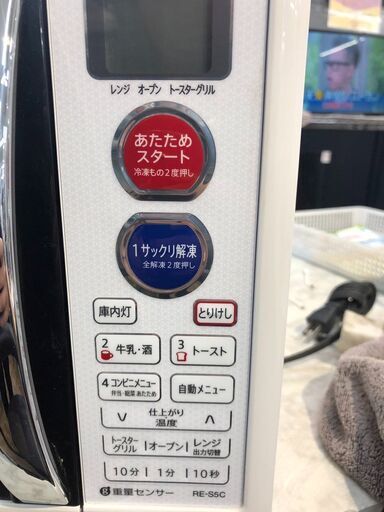 レンジ オーブン トースターグリル
あたため
スタート
冷凍もの2度押し
1サックリ解凍
全解凍2度押し
庫内灯
とりけし
2 牛乳・酒
3 トースト
4 コンビニメニュー
弁当・総菜あたため
自動メニュー
∨ 仕上がり ∧
温度
トースター
グリル
オーブン
レンジ
出力切替
10分 1分 10秒
g 重量センサー RE-S5C